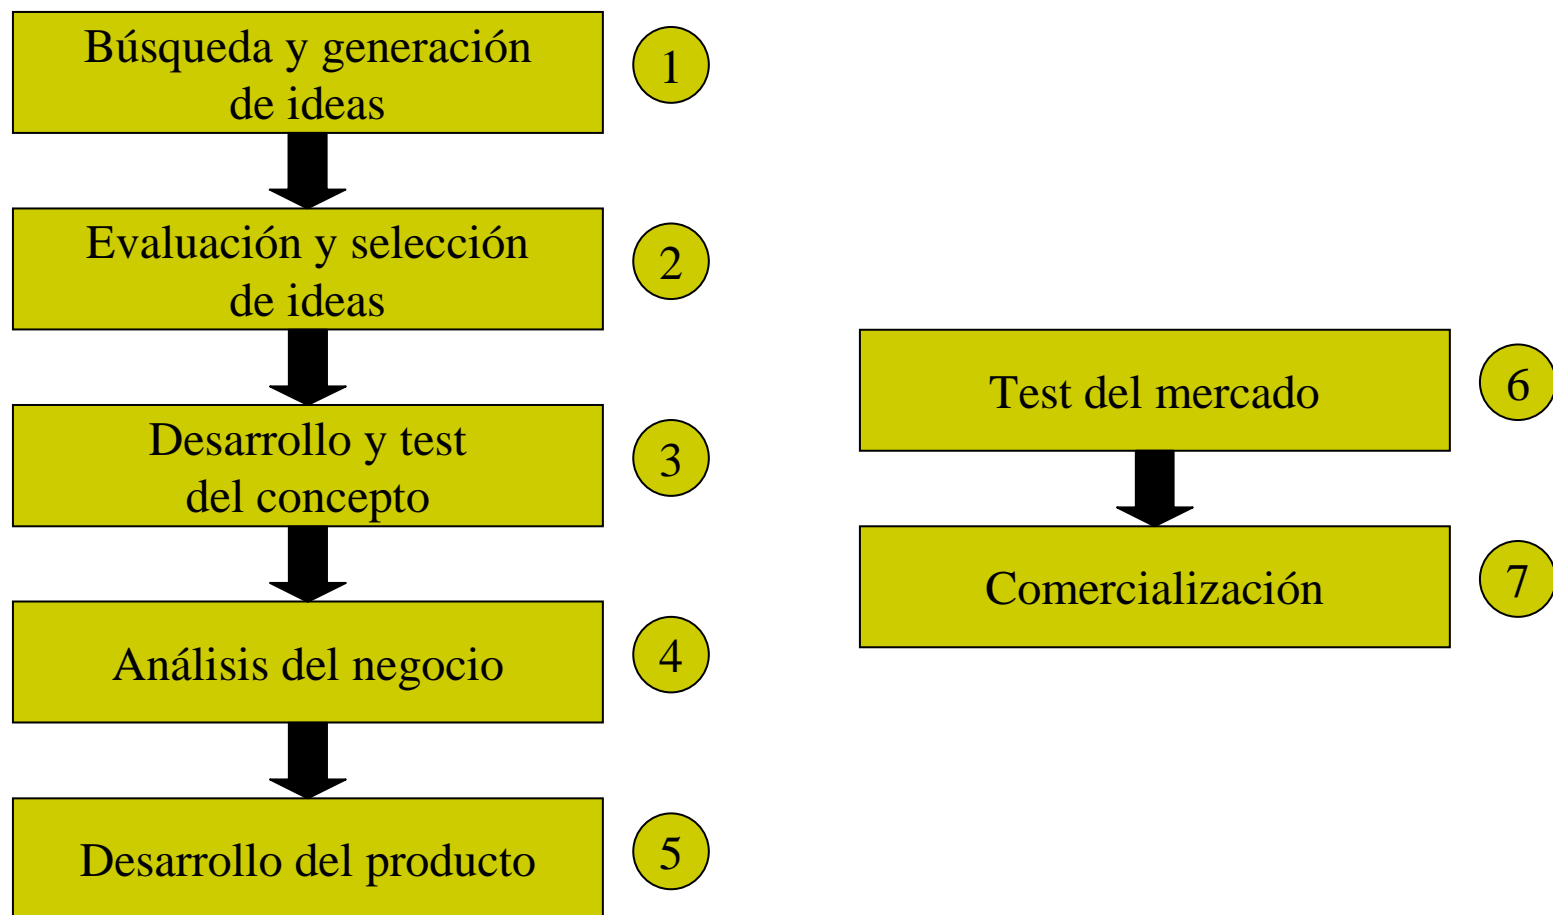 Búsqueda y generación
de ideas
1
Evaluación y selección
de ideas
2
Desarrollo y test
del concepto
3
Análisis del negocio
4
Desarrollo del producto
5
Test del mercado
6
Comercialización
7